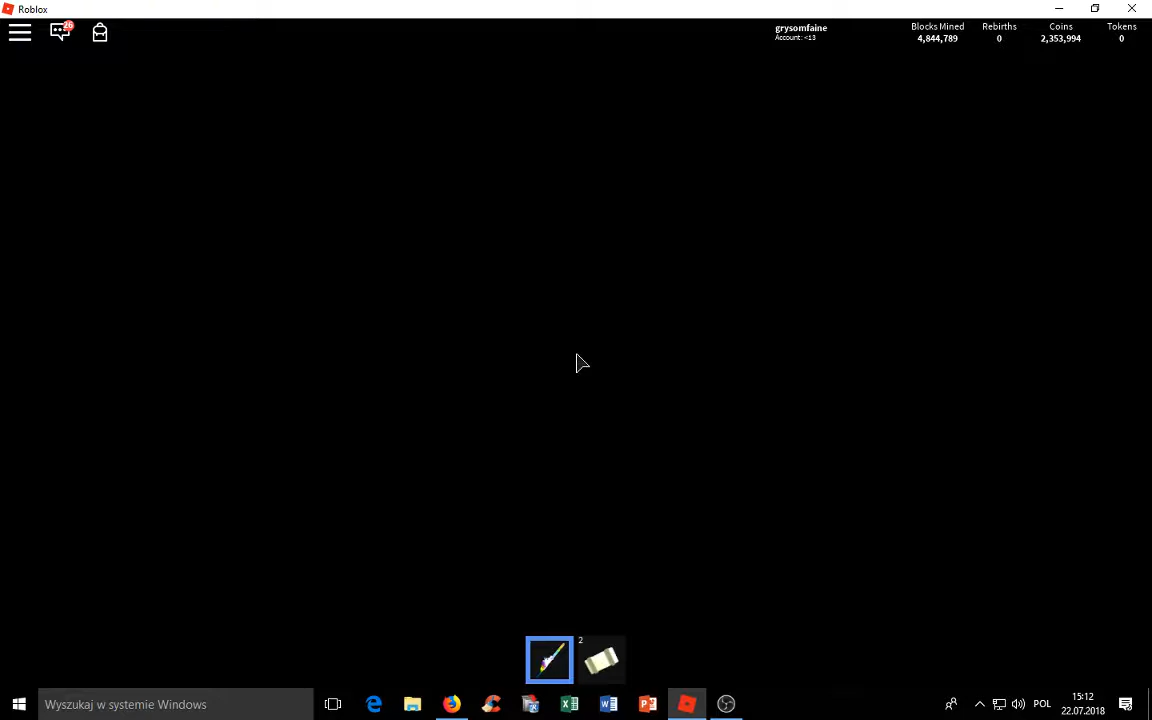 Roblox
26
grysomfaine
Account: <13
Blocks Mined
4,844,789
Rebirths
0
Coins
2,353,994
Tokens
0
2
Wyszukaj w systemie Windows
POL
15:12
22.07.2018